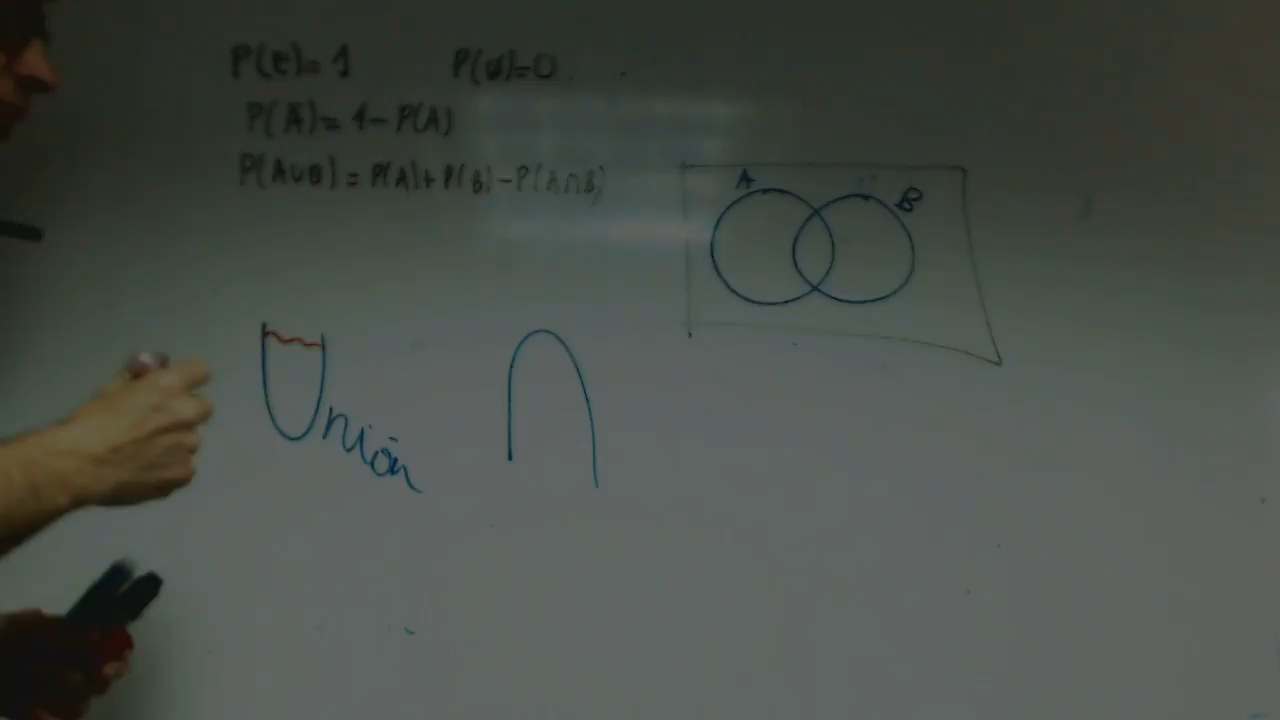 P(e)=1 P(ø)=0
P(Ā)=1-P(A)
P(A∪B)=P(A)+P(B)-P(A∩B)
A B
Unión ∩